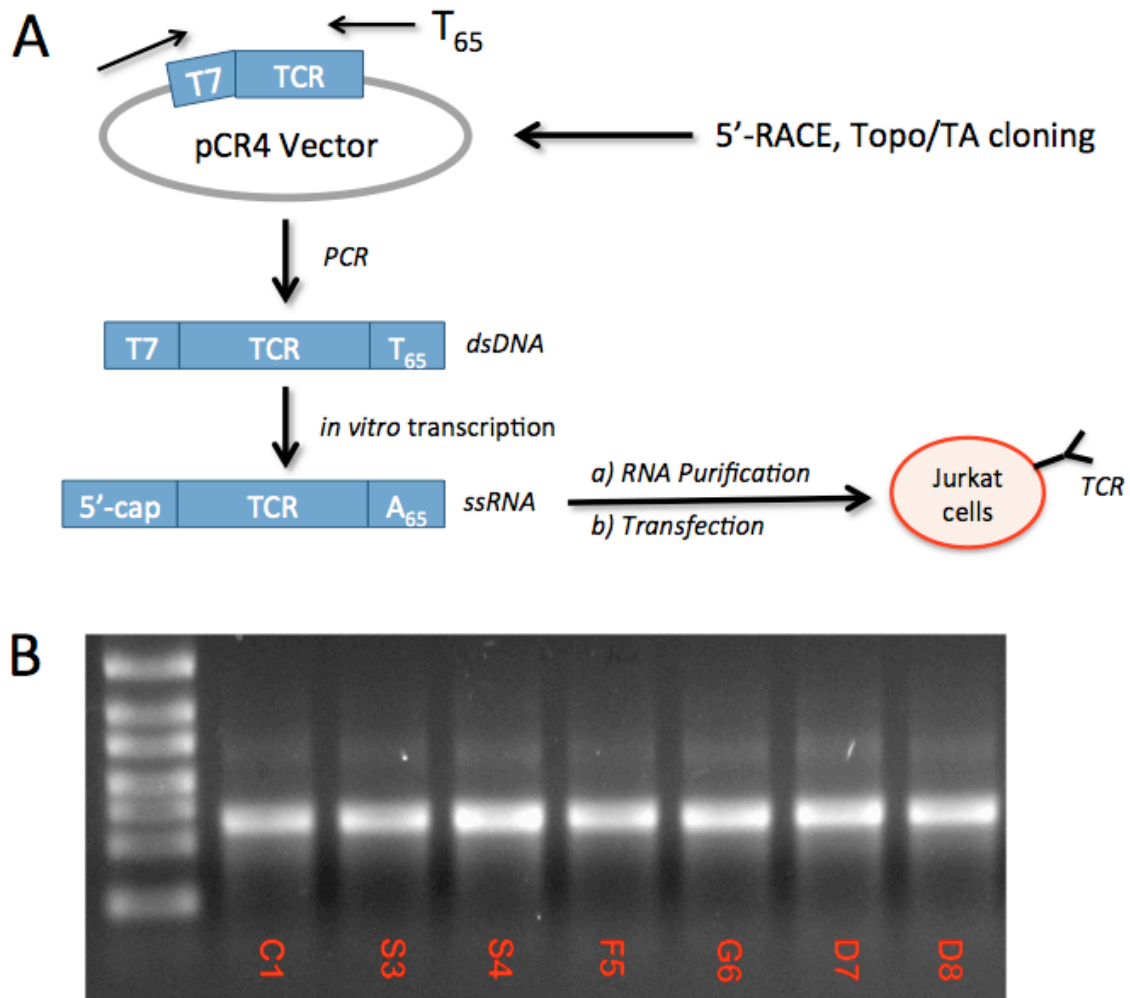 A
T65
T7 TCR
pCR4 Vector
5’-RACE, Topo/TA cloning
PCR
T7 TCR T65 dsDNA
in vitro transcription
5’-cap TCR A65 ssRNA
a) RNA Purification
b) Transfection
Jurkat
cells
TCR
B
C1 S3 S4 F5 G6 D7 D8